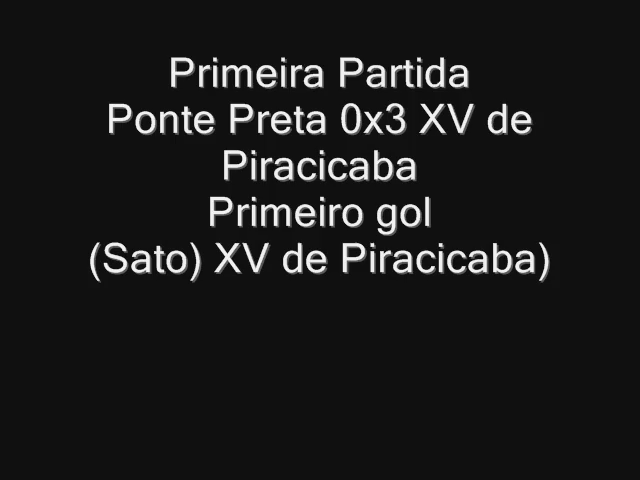 Primeira Partida
Ponte Preta 0x3 XV de
Piracicaba
Primeiro gol
(Sato) XV de Piracicaba)